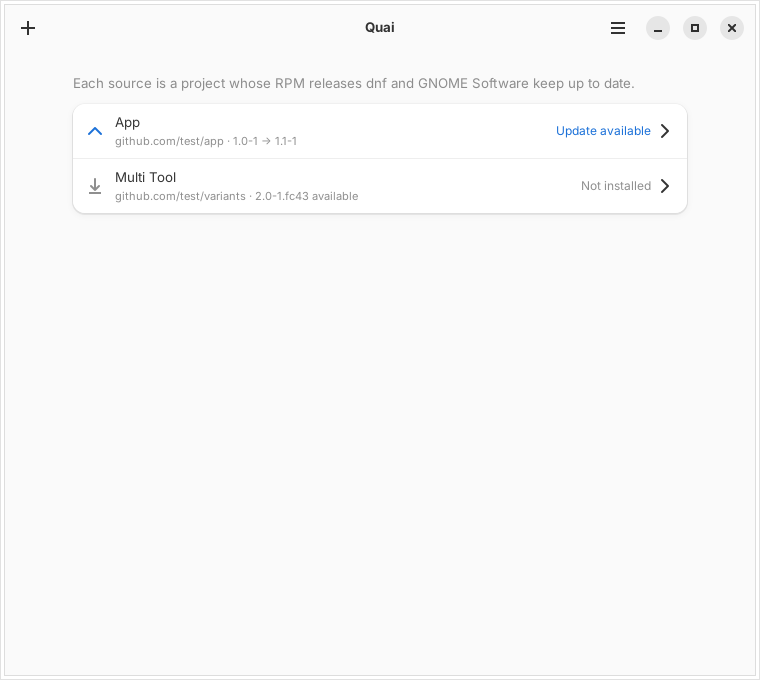 Quai
Each source is a project whose RPM releases dnf and GNOME Software keep up to date.
App
github.com/test/app · 1.0-1 → 1.1-1
Update available
Multi Tool
github.com/test/variants · 2.0-1.fc43 available
Not installed